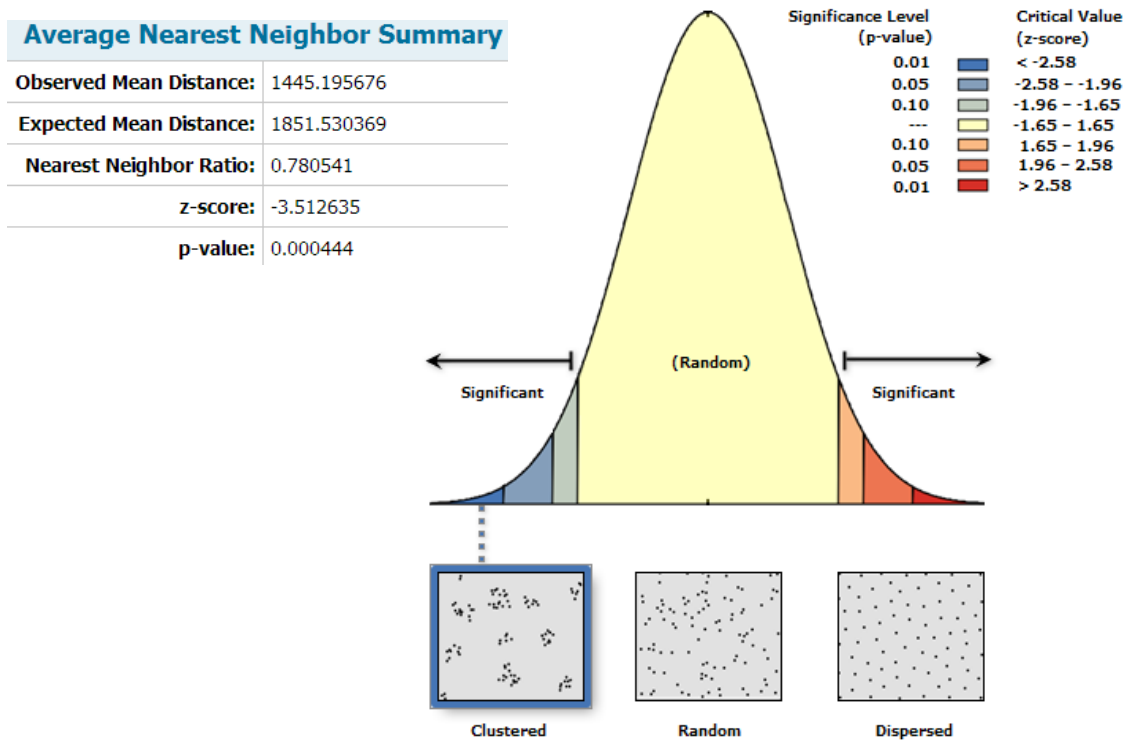 Average Nearest Neighbor Summary
Observed Mean Distance: 1445.195676
Expected Mean Distance: 1851.530369
Nearest Neighbor Ratio: 0.780541
z-score: -3.512635
p-value: 0.000444
Significance Level
(p-value)
Critical Value
(z-score)
0.01 < -2.58
0.05 -2.58 – -1.96
0.10 -1.96 – -1.65
--- -1.65 – 1.65
0.10 1.65 – 1.96
0.05 1.96 – 2.58
0.01 > 2.58
(Random)
Significant
Significant
Clustered
Random
Dispersed